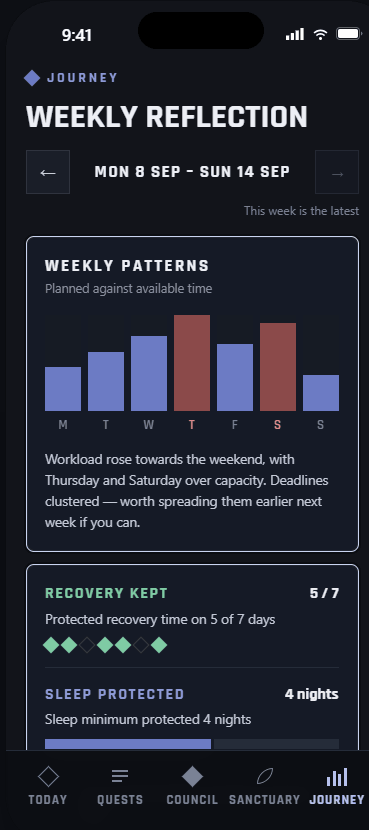 9:41
JOURNEY
WEEKLY REFLECTION
←
MON 8 SEP – SUN 14 SEP
→
This week is the latest
WEEKLY PATTERNS
Planned against available time
M T W T F S S
Workload rose towards the weekend, with
Thursday and Saturday over capacity. Deadlines
clustered — worth spreading them earlier next
week if you can.
RECOVERY KEPT 5 / 7
Protected recovery time on 5 of 7 days
SLEEP PROTECTED 4 nights
Sleep minimum protected 4 nights
TODAY QUESTS COUNCIL SANCTUARY JOURNEY